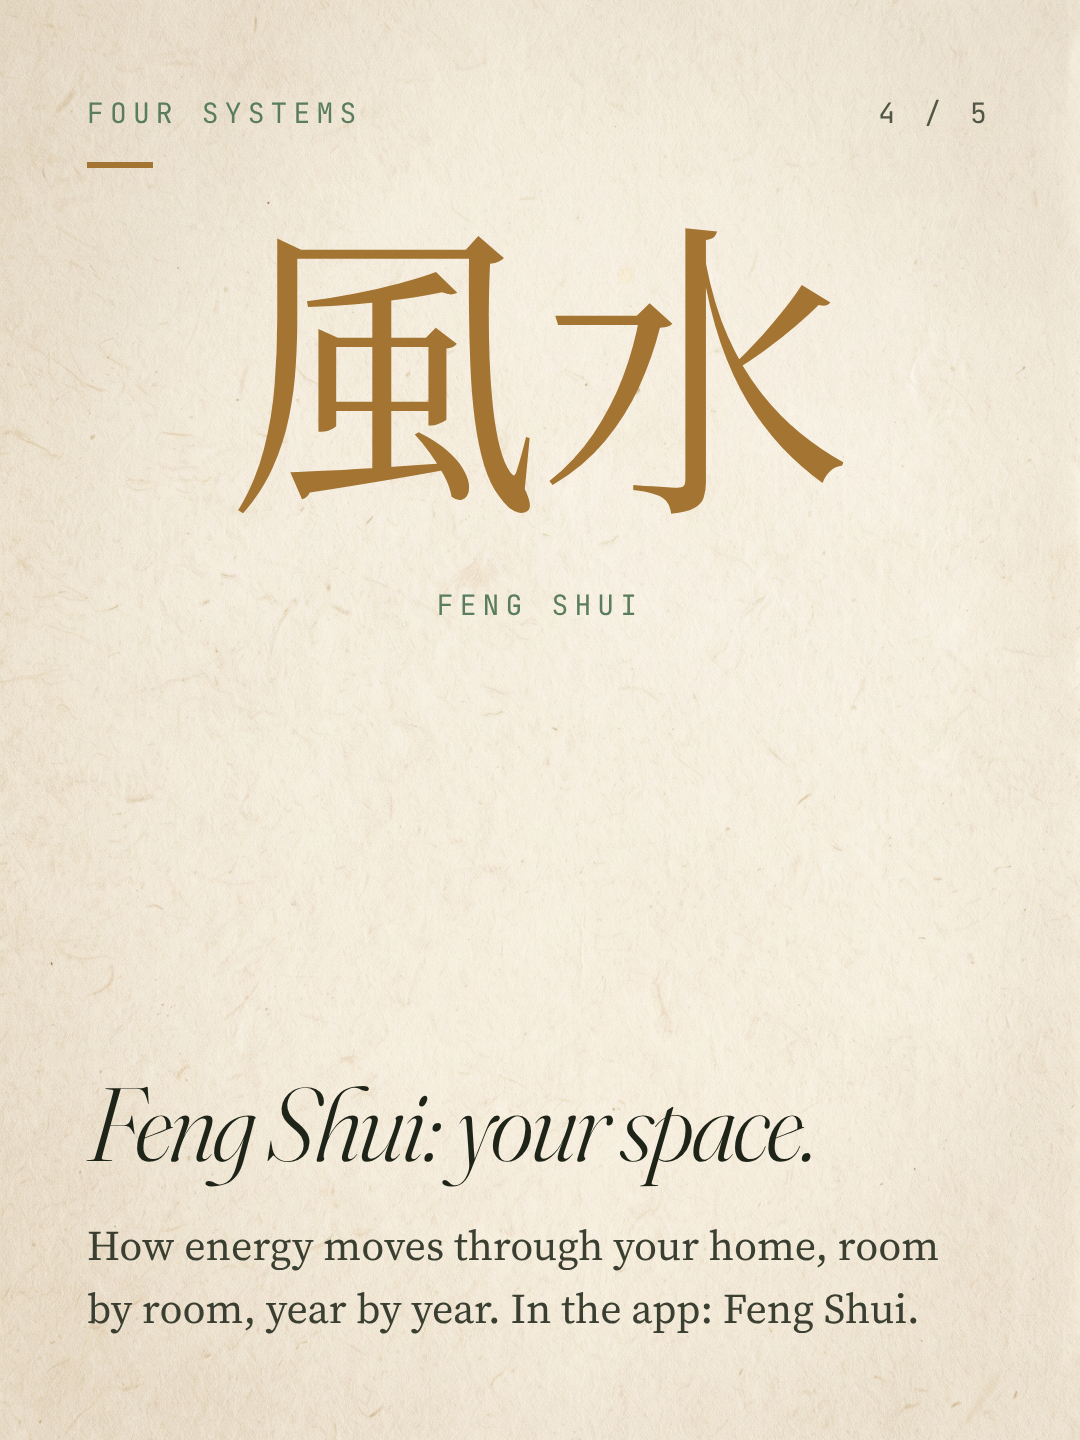 FOUR SYSTEMS
4 / 5
風水
FENG SHUI
Feng Shui: your space.
How energy moves through your home, room
by room, year by year. In the app: Feng Shui.